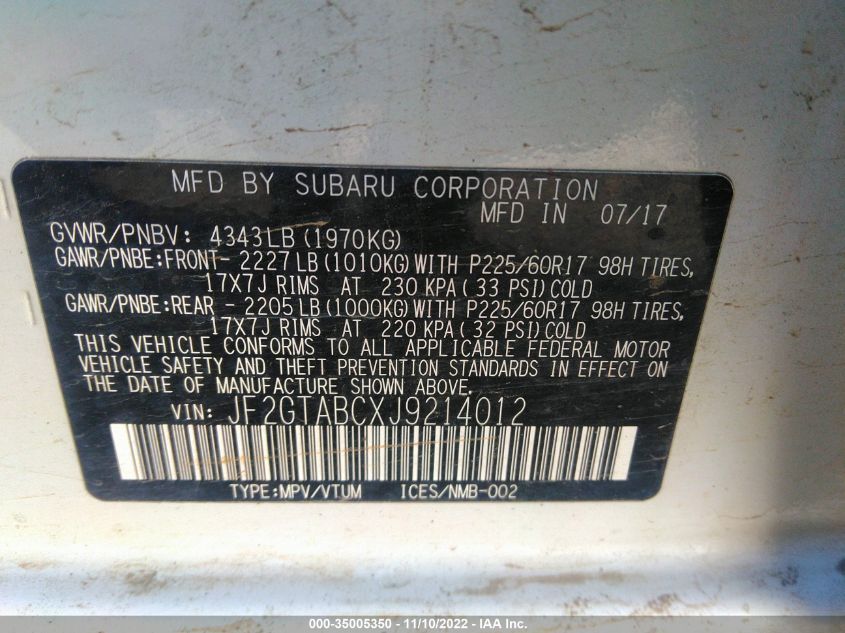 MFD BY SUBARU CORPORATION
MFD IN 07/17
GVWR/PNBV: 4343LB (1970KG)
GAWR/PNBE:FRONT- 2227 LB (1010KG) WITH P225/60R17 98H TIRES,
17X7J RIMS AT 230 KPA ( 33 PSI) COLD
GAWR/PNBE:REAR - 2205 LB (1000KG) WITH P225/60R17 98H TIRES,
17X7J RIMS AT 220 KPA ( 32 PSI) COLD
THIS VEHICLE CONFORMS TO ALL APPLICABLE FEDERAL MOTOR
VEHICLE SAFETY AND THEFT PREVENTION STANDARDS IN EFFECT ON
THE DATE OF MANUFACTURE SHOWN ABOVE.
VIN: JF2GTABCXJ9214012
TYPE:MPV/VTUM ICES/NMB-002
000-35005350 - 11/10/2022 - IAA Inc.